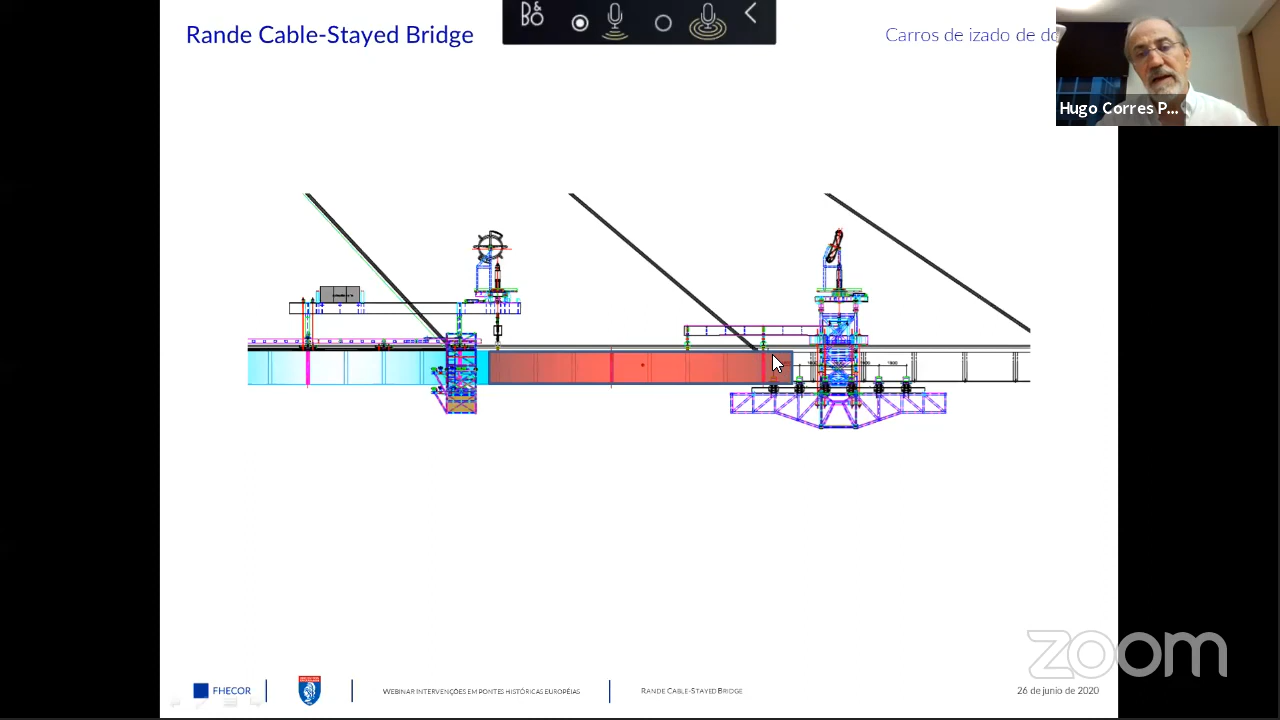 Rande Cable-Stayed Bridge
B&O
Carros de izado de do
Hugo Corres P...
zoom
FHECOR
WEBINAR INTERVENÇÕES EM PONTES HISTÓRICAS EUROPÉIAS
RANDE CABLE-STAYED BRIDGE
26 de junio de 2020